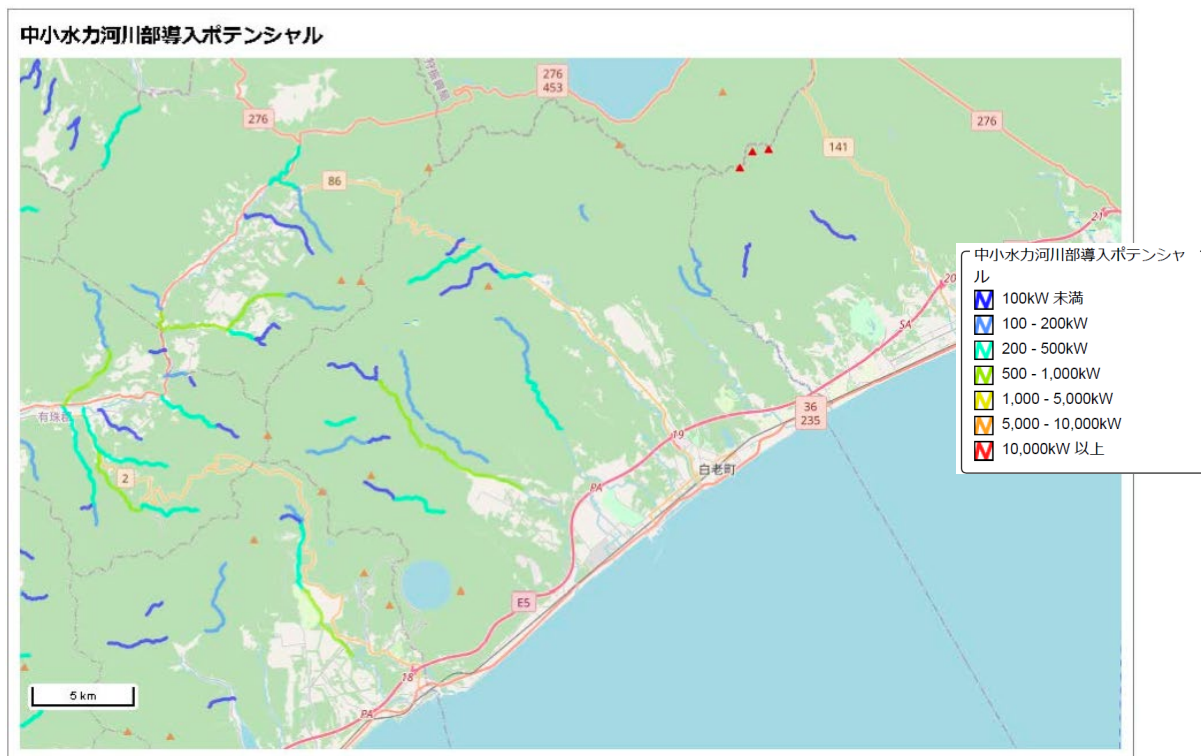 中小水力河川部導入ポテンシャル
276
453
276
276
141
86
21
20
中小水力河川部導入ポテンシャ
ル
100kW 未満
100 - 200kW
200 - 500kW
500 - 1,000kW
1,000 - 5,000kW
5,000 - 10,000kW
10,000kW 以上
SA
有珠郡
36
235
19
白老町
2
PA
E5
18
5 km
PA